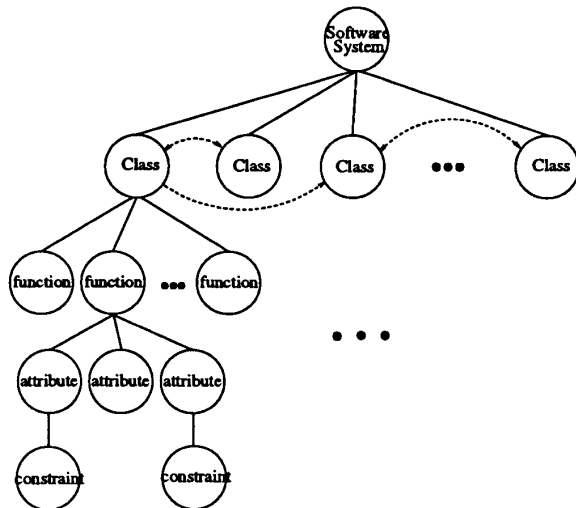 Software
System
Class
Class
Class
Class
function
function
function
attribute
attribute
attribute
constraint
constraint